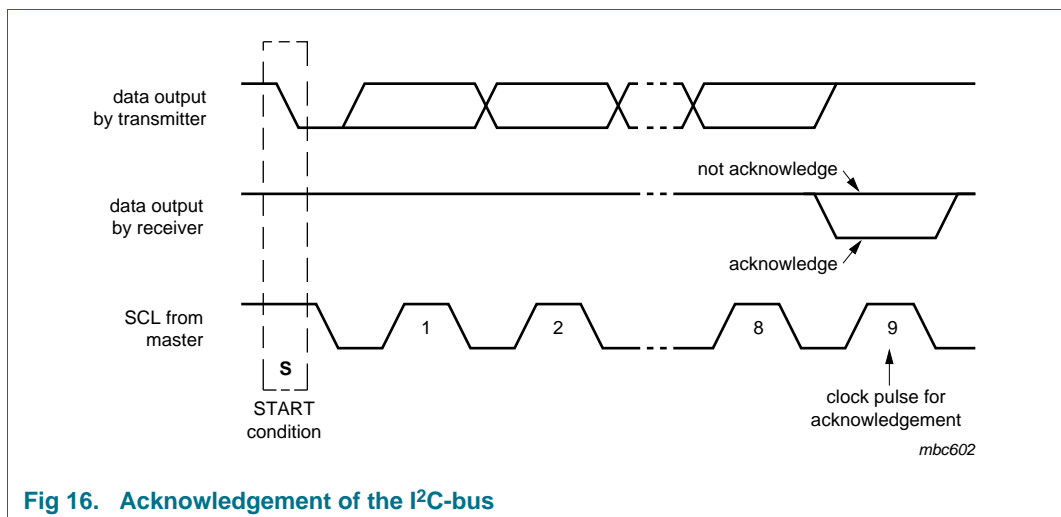 data output
by transmitter
not acknowledge
data output
by receiver
acknowledge
SCL from
master
1
2
8
9
S
START
condition
clock pulse for
acknowledgement
mbc602
Fig 16. Acknowledgement of the I²C-bus